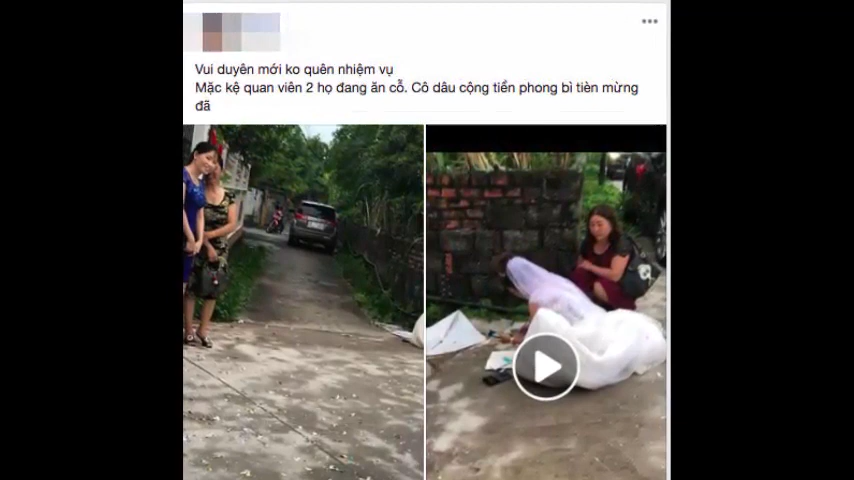 Vui duyên mới ko quên nhiệm vụ
Mặc kệ quan viên 2 họ đang ăn cỗ. Cô dâu cộng tiền phong bì tièn mừng
đã